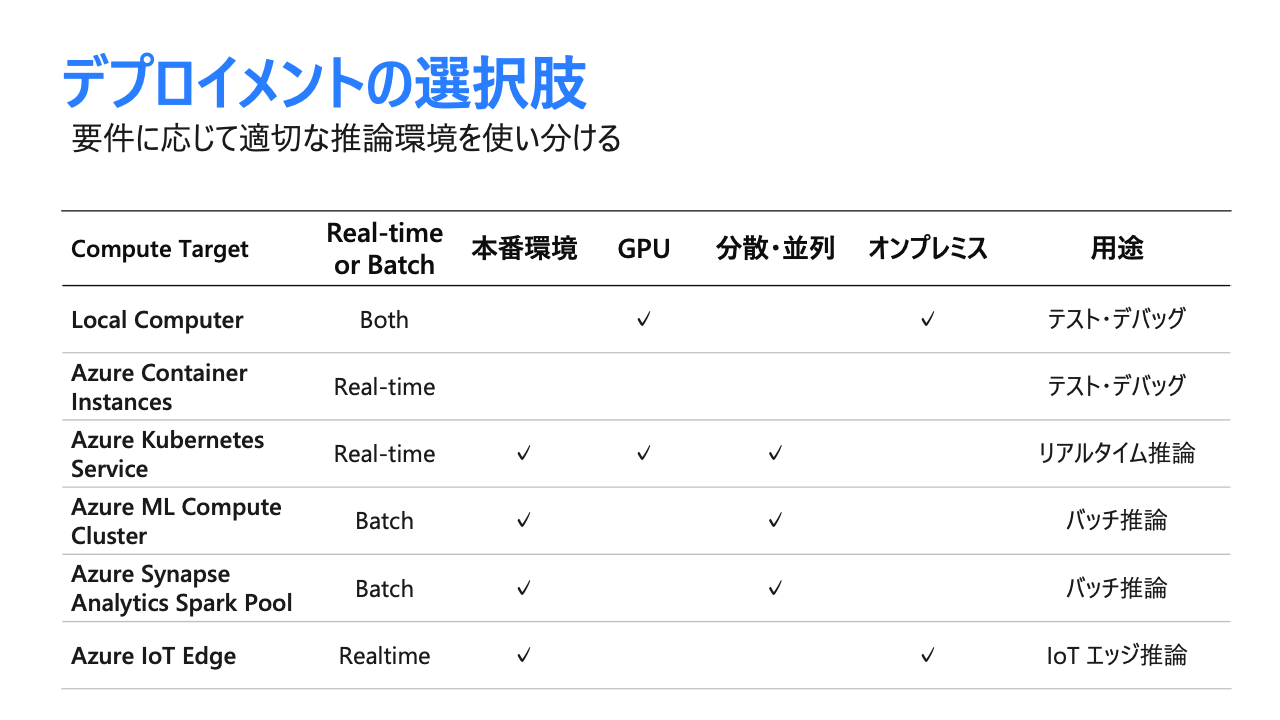 デプロイメントの選択肢
要件に応じて適切な推論環境を使い分ける
Compute Target Real-time or Batch 本番環境 GPU 分散・並列 オンプレミス 用途
Local Computer Both ✓ ✓ テスト・デバッグ
Azure Container Instances Real-time テスト・デバッグ
Azure Kubernetes Service Real-time ✓ ✓ ✓ リアルタイム推論
Azure ML Compute Cluster Batch ✓ ✓ バッチ推論
Azure Synapse Analytics Spark Pool Batch ✓ ✓ バッチ推論
Azure IoT Edge Realtime ✓ ✓ IoT エッジ推論